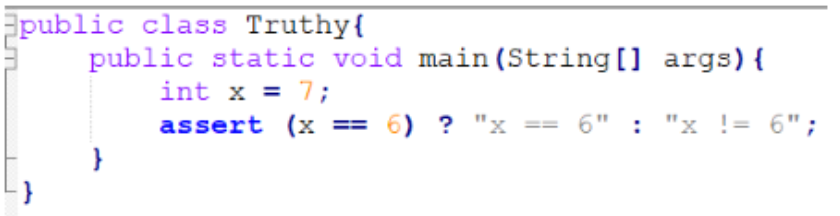 public class Truthy{
public static void main(String[] args){
int x = 7;
assert (x == 6) ? "x == 6" : "x != 6";
}
}